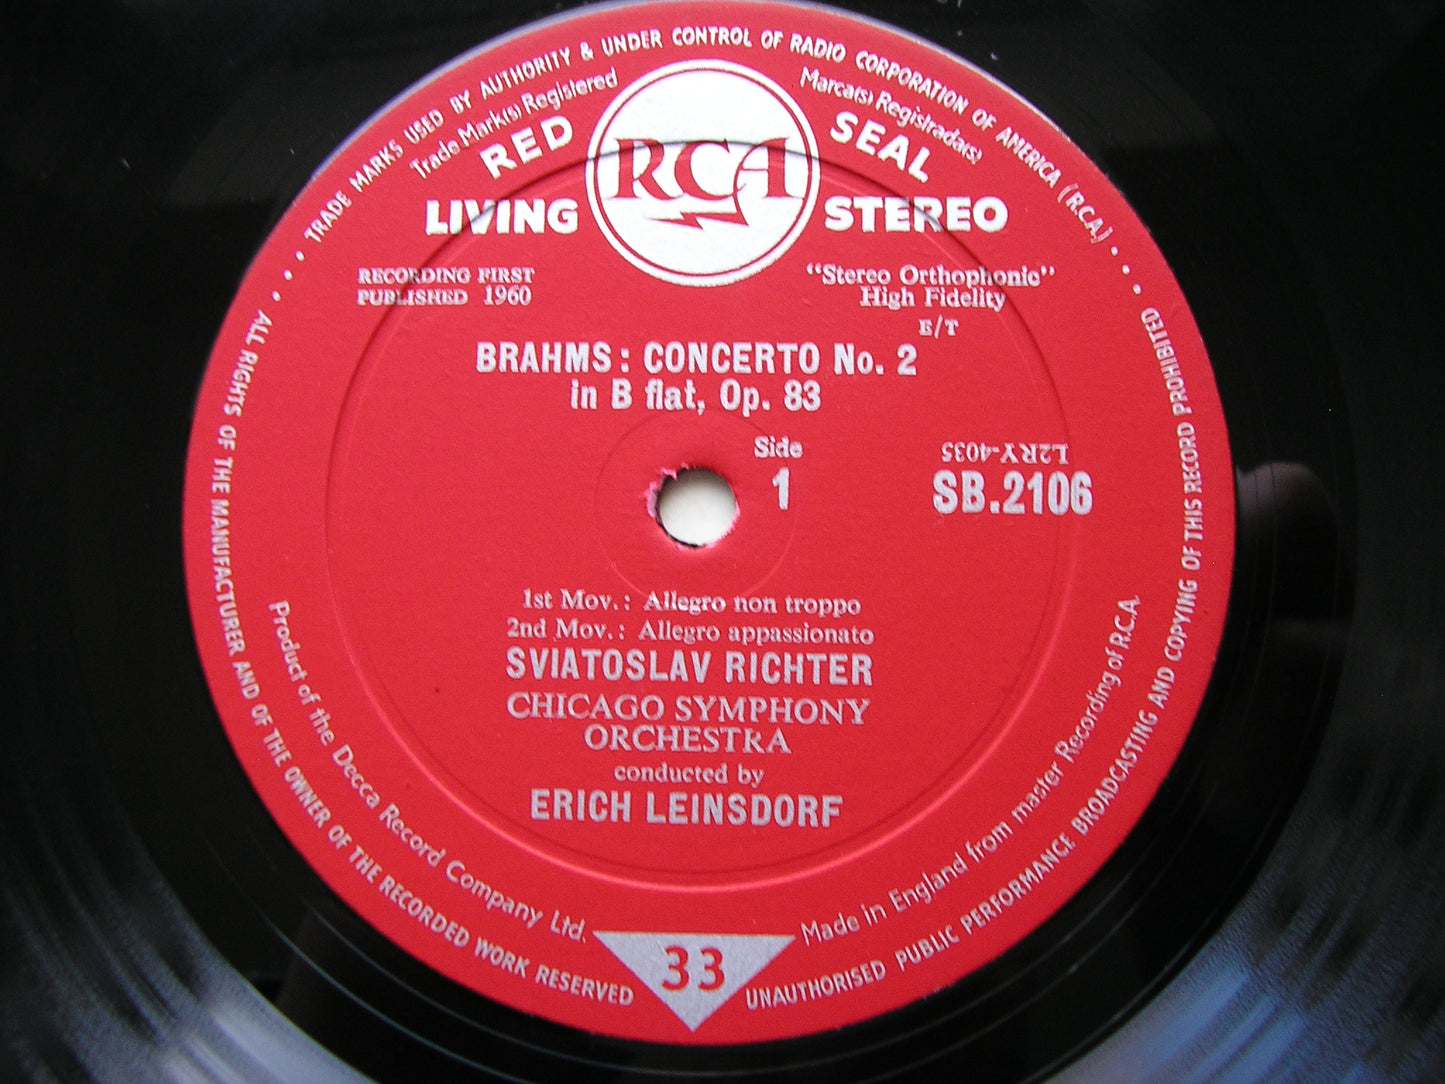 TRADE MARKS USED BY AUTHORITY & UNDER CONTROL OF RADIO CORPORATION OF AMERICA (R.C.A)
Trade Mark(s) Registered
Marca(s) Registrada(s)
RED SEAL
RCA
LIVING STEREO
RECORDING FIRST
PUBLISHED 1960
"Stereo Orthophonic"
High Fidelity
E/T
BRAHMS: CONCERTO No. 2
in B flat, Op. 83
Side
1
L2RY-4035
SB.2106
1st Mov.: Allegro non troppo
2nd Mov.: Allegro appassionato
SVIATOSLAV RICHTER
CHICAGO SYMPHONY
ORCHESTRA
conducted by
ERICH LEINSDORF
Product of the Decca Record Company Ltd.
33
Made in England from master Recording of R.C.A.
ALL RIGHTS OF THE MANUFACTURER AND OF THE OWNER OF THE RECORDED WORK RESERVED
UNAUTHORISED PUBLIC PERFORMANCE BROADCASTING AND COPYING OF THIS RECORD PROHIBITED